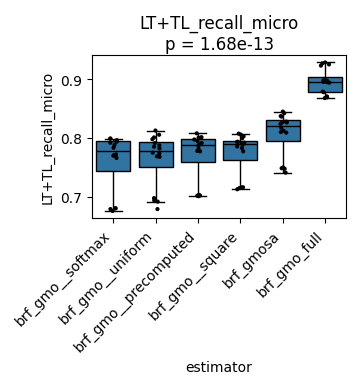 LT+TL_recall_micro
p = 1.68e-13
LT+TL_recall_micro
0.9
0.8
0.7
brf_gmo__softmax
brf_gmo__uniform
brf_gmo__precomputed
brf_gmo__square
brf_gmosa
brf_gmo_full
estimator